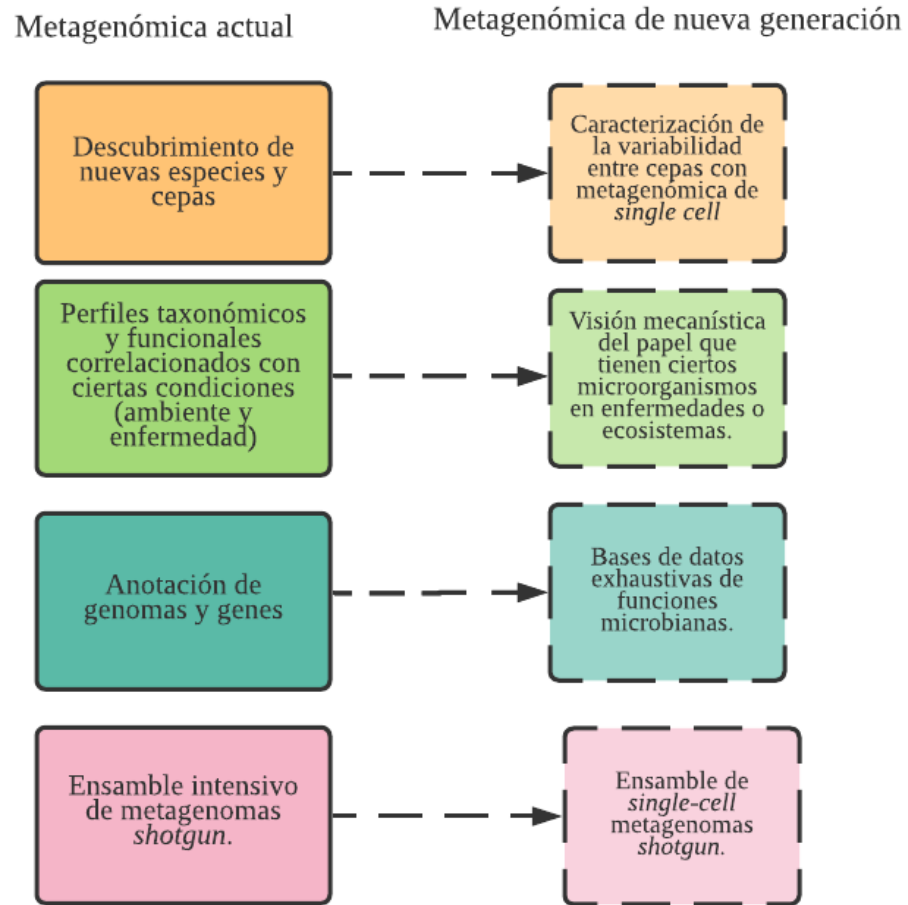 Metagenómica actual
Metagenómica de nueva generación
Descubrimiento de
nuevas especies y
cepas
Caracterización de
la variabilidad
entre cepas con
metagenómica de
single cell
Perfiles taxonómicos
y funcionales
correlacionados con
ciertas condiciones
(ambiente y
enfermedad)
Visión mecanística
del papel que
tienen ciertos
microorganismos
en enfermedades o
ecosistemas.
Anotación de
genomas y genes
Bases de datos
exhaustivas de
funciones
microbianas.
Ensamble intensivo
de metagenomas
shotgun.
Ensamble de
single-cell
metagenomas
shotgun.